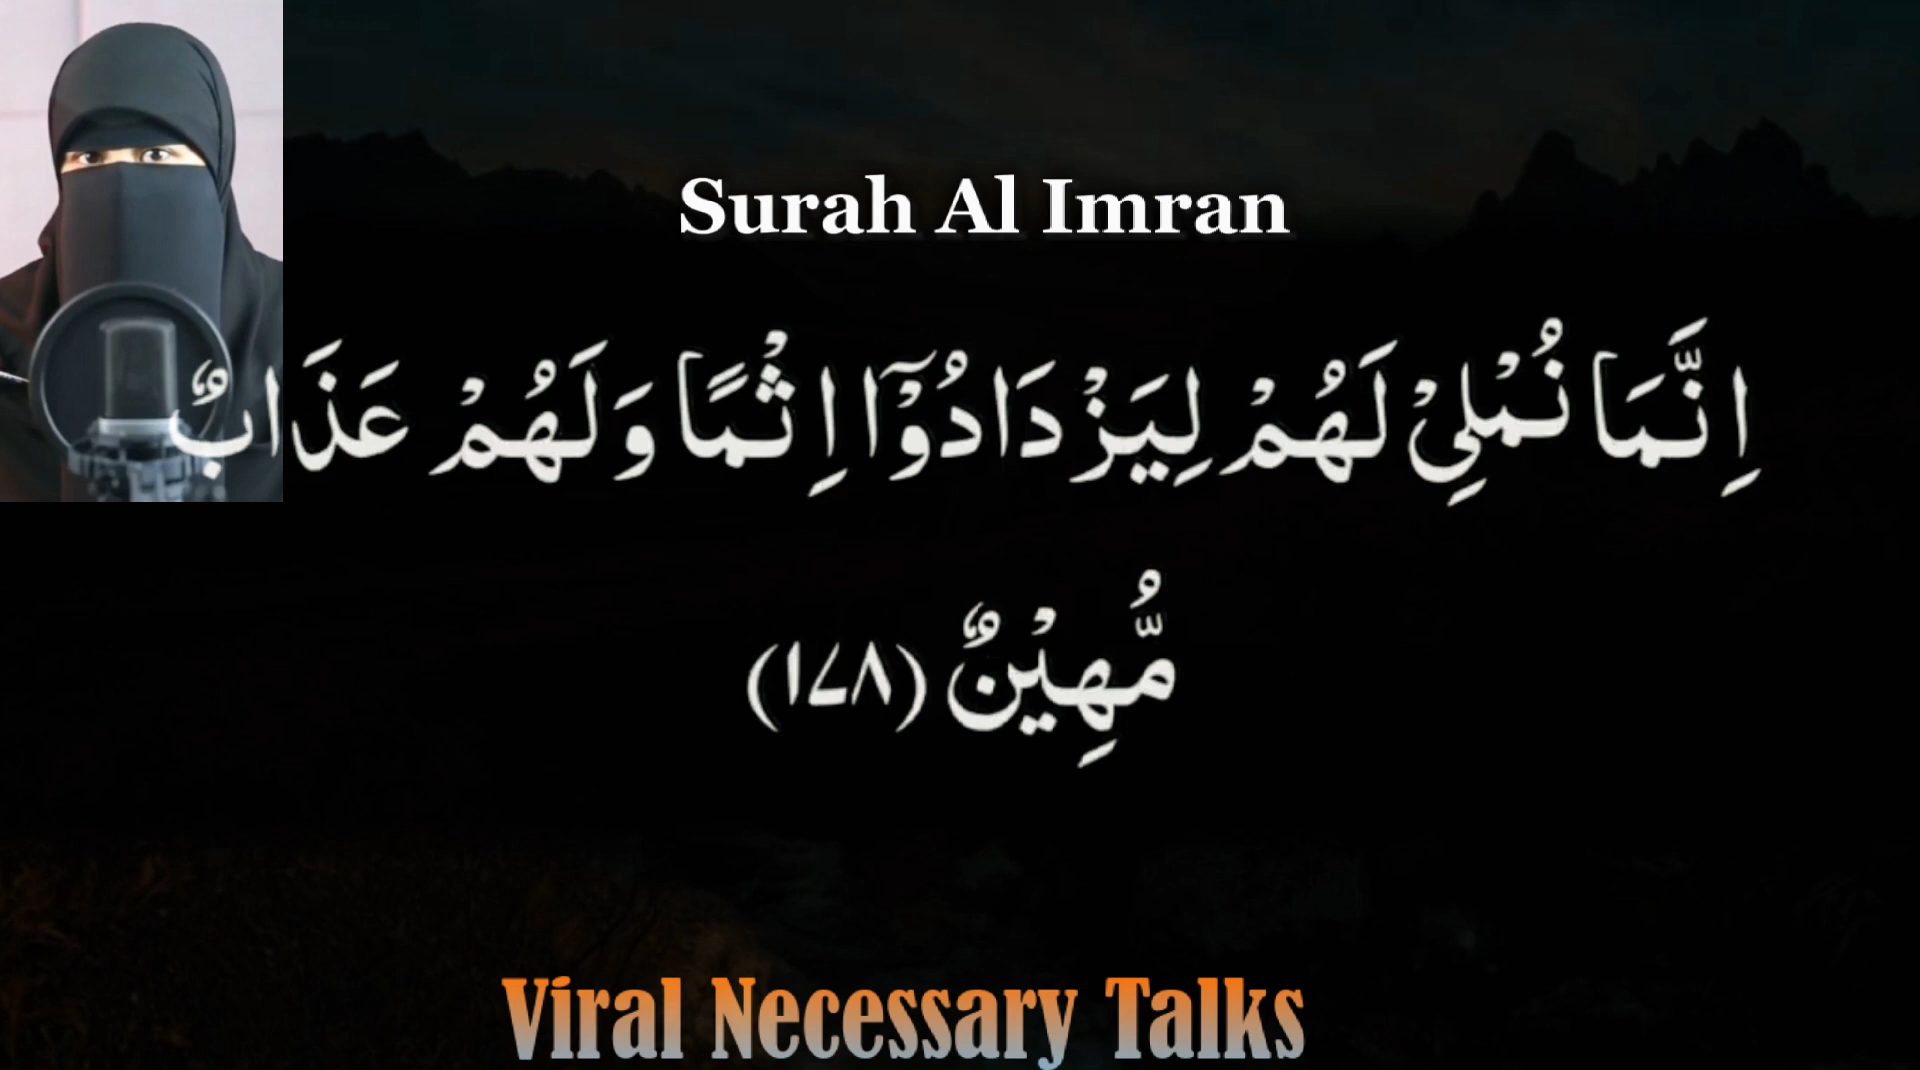 Surah Al Imran
اِنَّمَا نُمْلِيْ لَهُمْ لِيَزْدَادُوْٓا اِثْمًا وَلَهُمْ عَذَابٌ
مُّهِيْنٌ (١٧٨)
Viral Necessary Talks